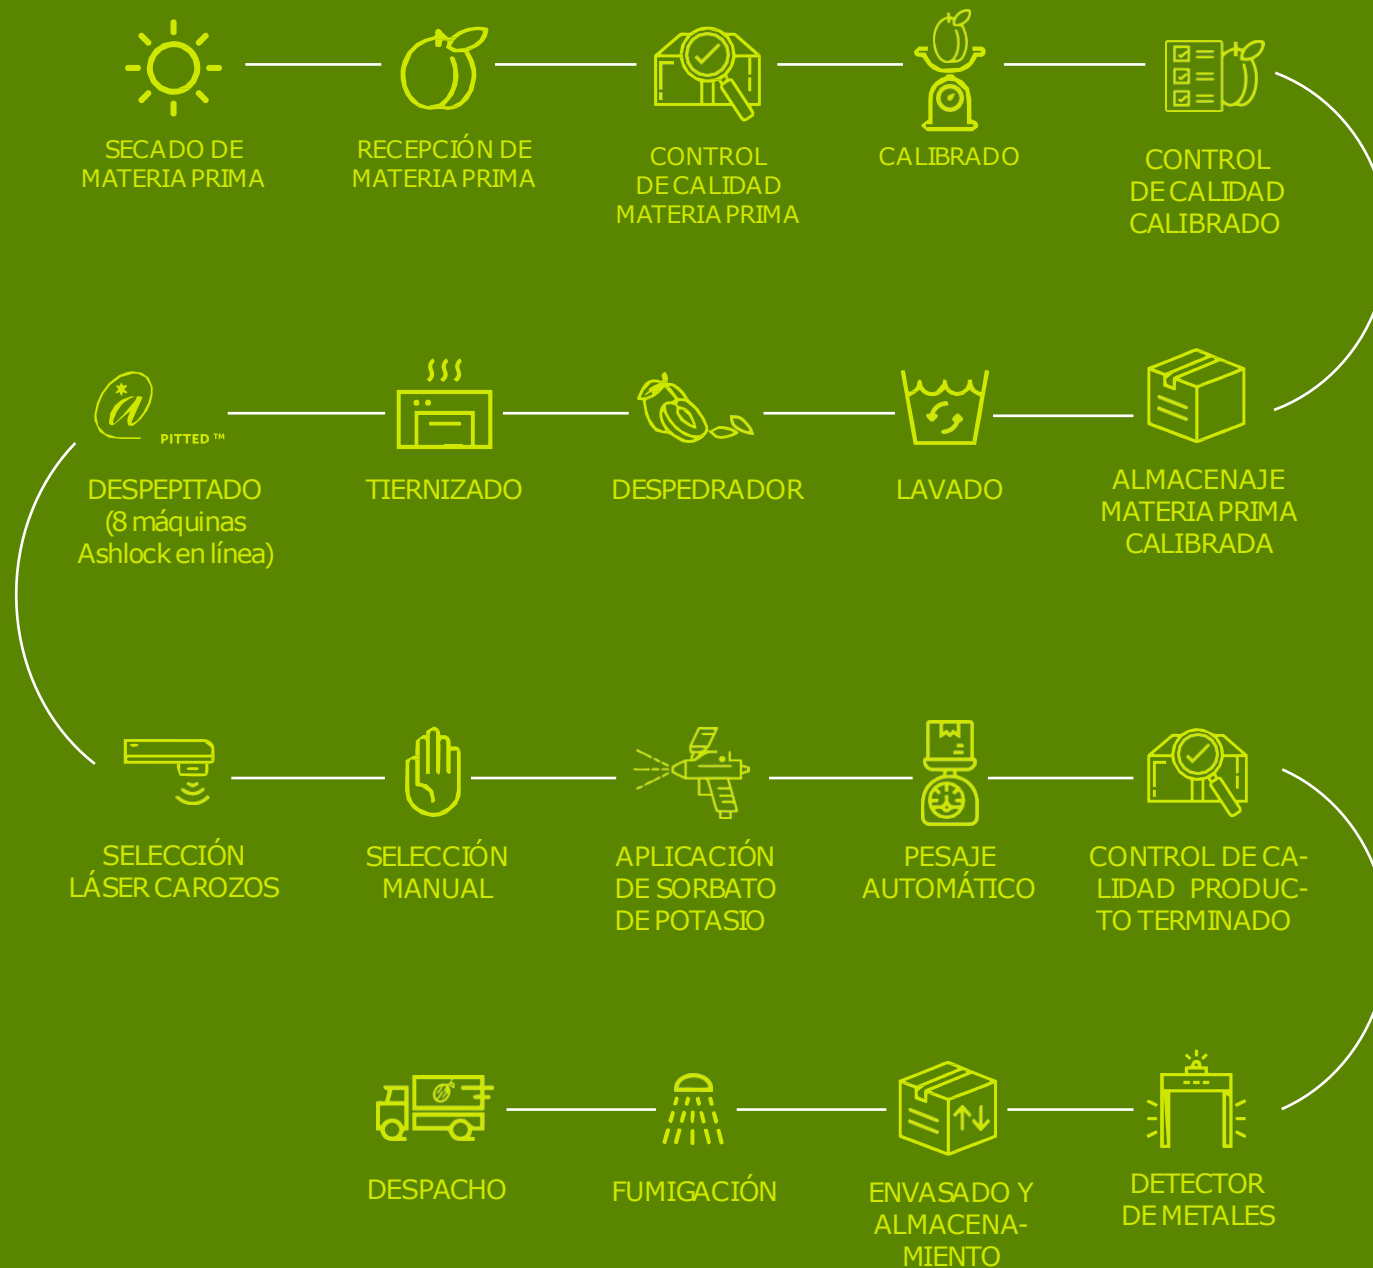 SECADO DE
MATERIA PRIMA
RECEPCIÓN DE
MATERIA PRIMA
CONTROL
DE CALIDAD
MATERIA PRIMA
CALIBRADO
CONTROL
DE CALIDAD
CALIBRADO
ALMACENAJE
MATERIA PRIMA
CALIBRADA
LAVADO
DESPEDRADOR
TIERNIZADO
a
PITTED ™
DESPEPITADO
(8 máquinas
Ashlock en línea)
SELECCIÓN
LÁSER CAROZOS
SELECCIÓN
MANUAL
APLICACIÓN
DE SORBATO
DE POTASIO
PESAJE
AUTOMÁTICO
CONTROL DE CA-
LIDAD PRODUC-
TO TERMINADO
DETECTOR
DE METALES
ENVASADO Y
ALMACENA-
MIENTO
FUMIGACIÓN
DESPACHO